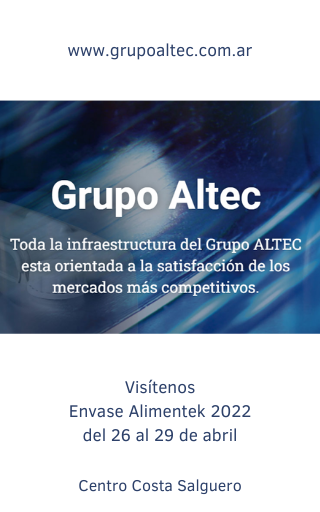 www.grupoaltec.com.ar
Grupo Altec
Toda la infraestructura del Grupo ALTEC
esta orientada a la satisfacción de los
mercados más competitivos.
Visítenos
Envase Alimentek 2022
del 26 al 29 de abril
Centro Costa Salguero